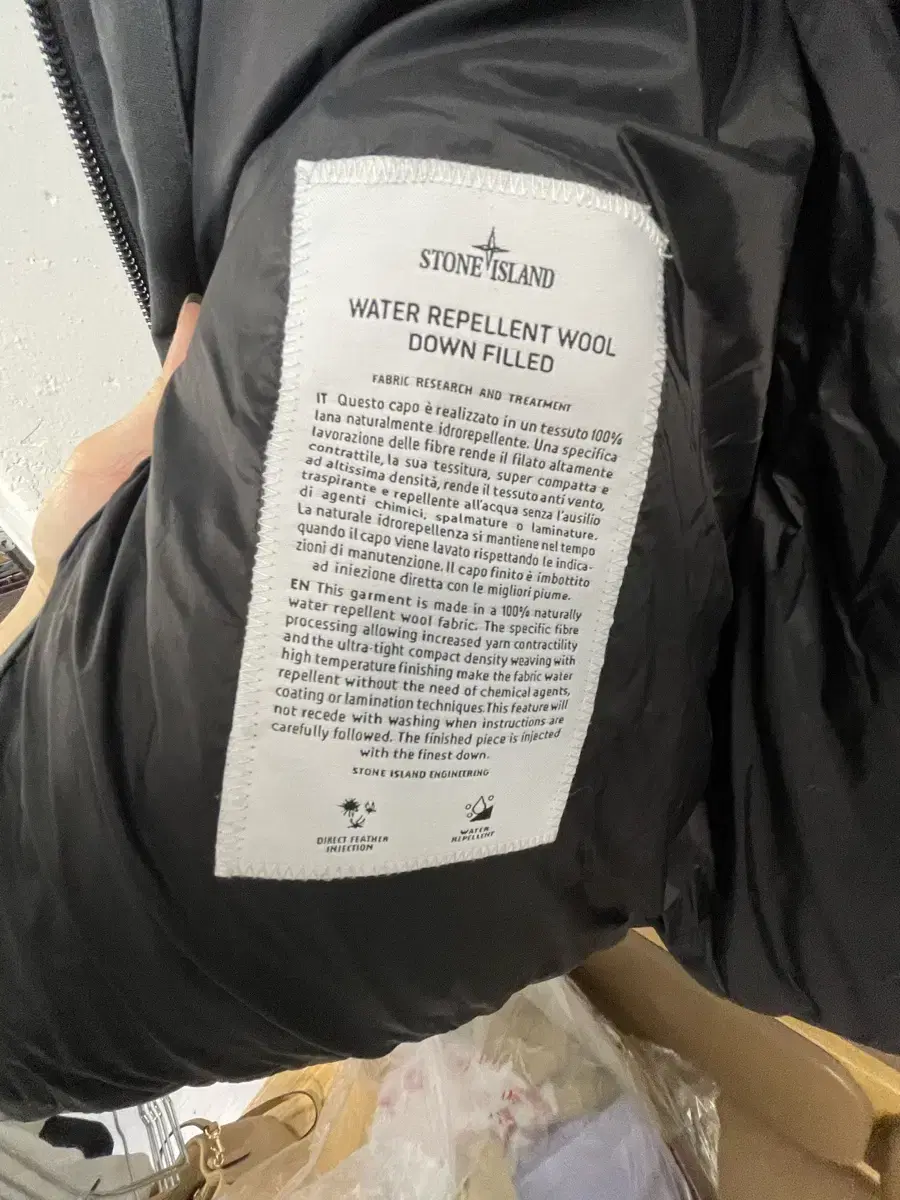 STONE ISLAND
WATER REPELLENT WOOL
DOWN FILLED
FABRIC RESEARCH AND TREATMENT
IT Questo capo è realizzato in un tessuto 100%
lana naturalmente idrorepellente. Una specifica
lavorazione delle fibre rende il filato altamente
contrattile, la sua tessitura, super compatta e
ad altissima densità, rende il tessuto anti vento,
traspirante e repellente all'acqua senza l'ausilio
di agenti chimici, spalmature o laminature.
La naturale idrorepellenza si mantiene nel tempo
quando il capo viene lavato rispettando le indica-
zioni di manutenzione. Il capo finito è imbottito
ad iniezione diretta con le migliori piume.
EN This garment is made in a 100% naturally
water repellent wool fabric. The specific fibre
processing allowing increased yarn contractility
and the ultra-tight compact density weaving with
high temperature finishing make the fabric water
repellent without the need of chemical agents,
coating or lamination techniques. This feature will
not recede with washing when instructions are
carefully followed. The finished piece is injected
with the finest down.
STONE ISLAND ENGINEERING
DIRECT FEATHER
INJECTION
WATER
REPELLENT